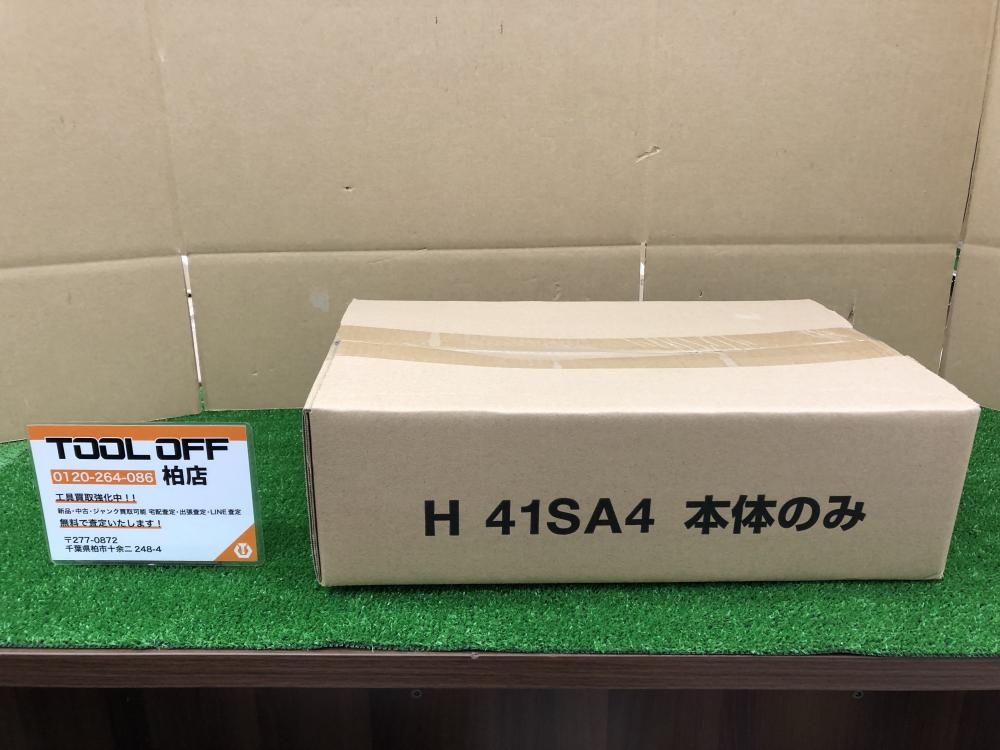 TOOL OFF
0120-264-086 柏店
工具買取強化中！！
新品・中古・ジャンク買取可能 宅配査定・出張査定・LINE査定
無料で査定いたします！
〒277-0872
千葉県柏市十余二 248-4
H 41SA4 本体のみ